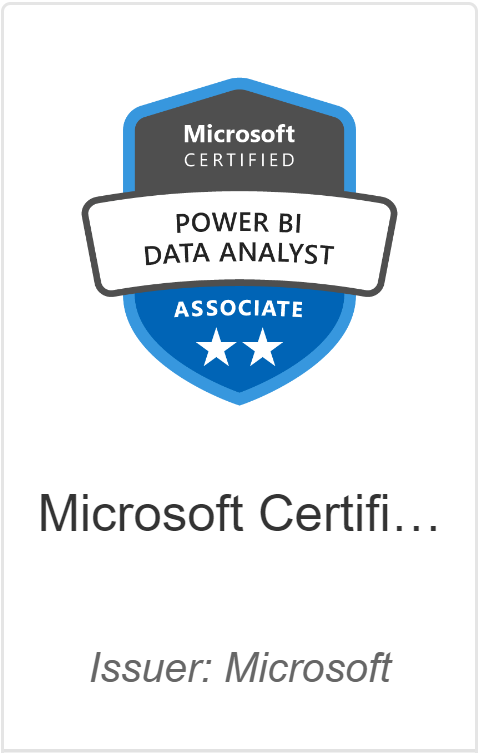 Microsoft
CERTIFIED
POWER BI
DATA ANALYST
ASSOCIATE
Microsoft Certifi...
Issuer: Microsoft